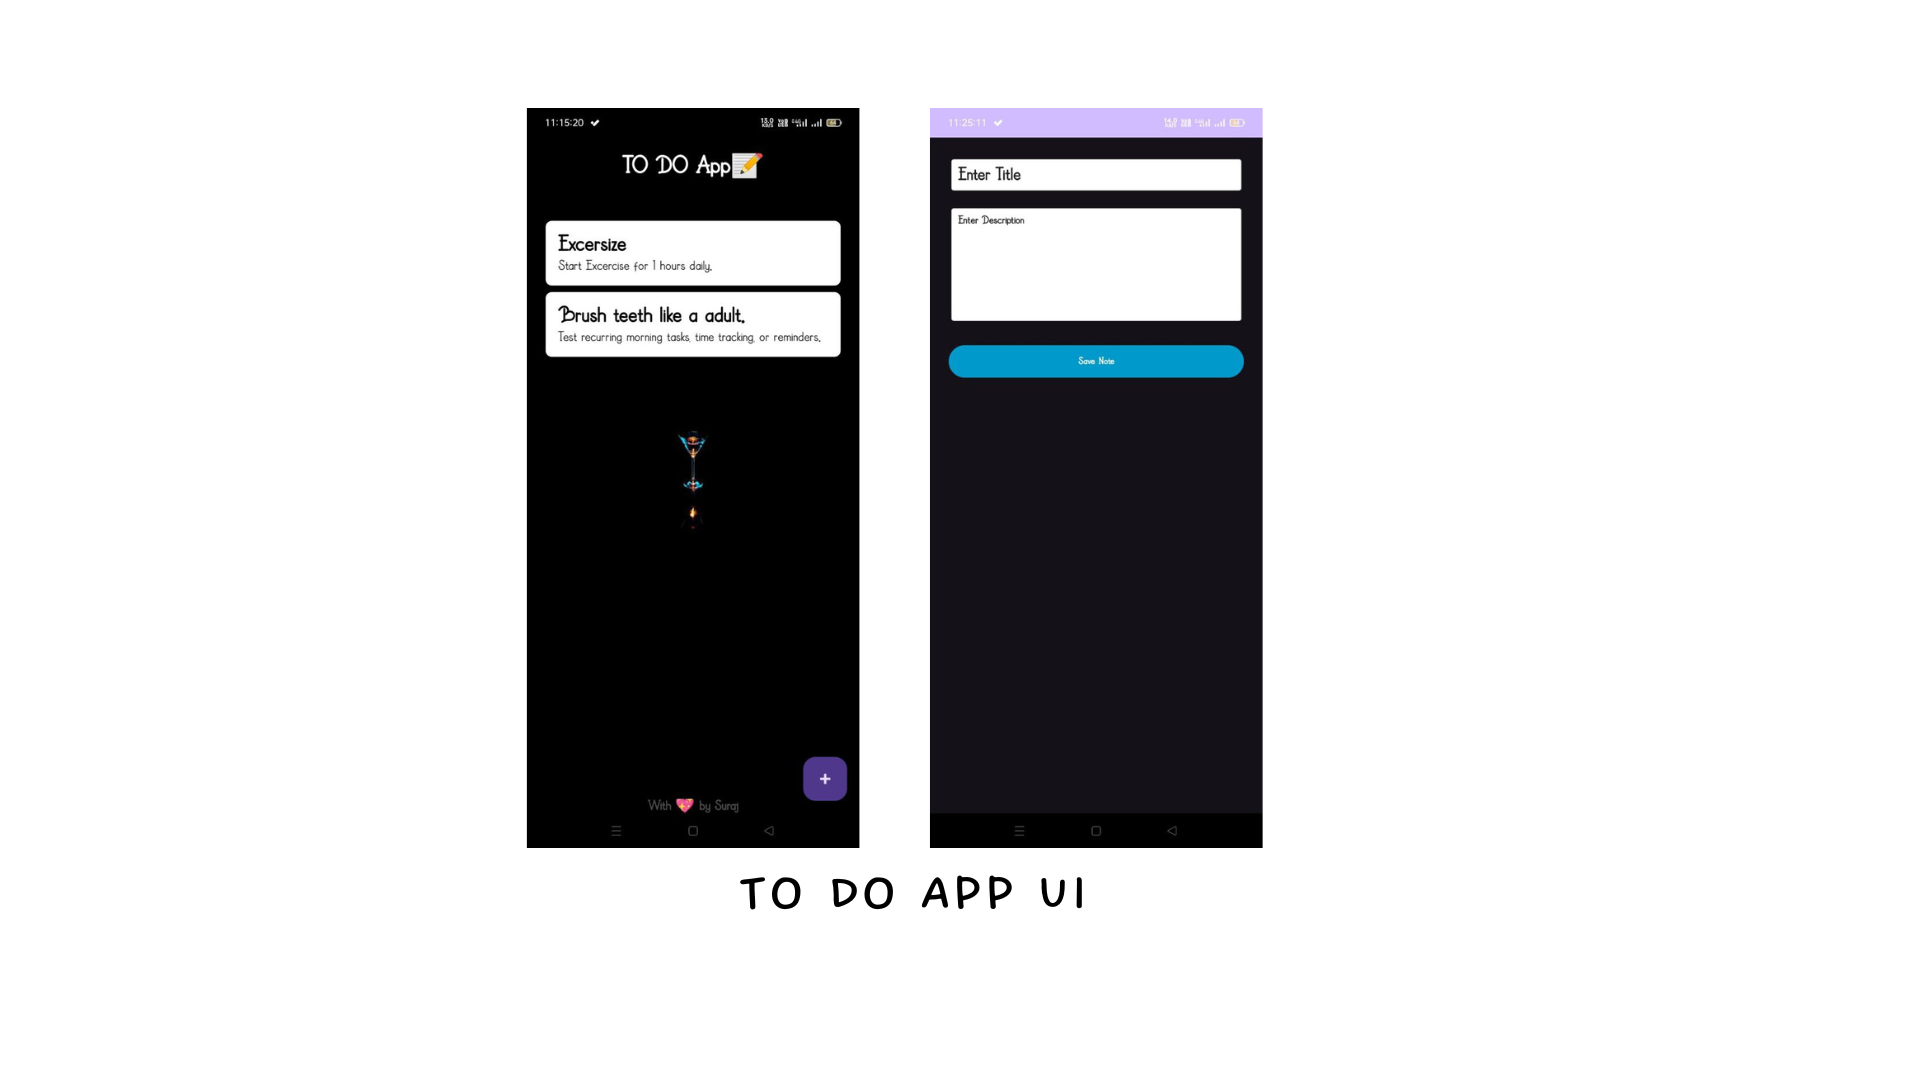 11:15:20
TO DO App
Excersize
Start Excercise for 1 hours daily.
Brush teeth like a adult.
Test recurring morning tasks, time tracking, or reminders.
+
With 💖 by Suraj
11:25:11
Enter Title
Enter Description
Save Note
TO DO APP UI